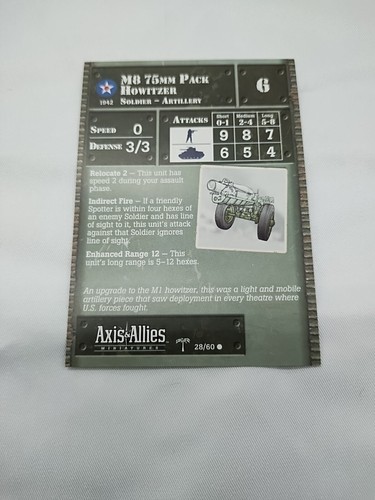 M8 75mm Pack
Howitzer
6
1942 Soldier – Artillery
Speed 0
Defense 3/3
Attacks
Short 0-1
Medium 2-4
Long 5-8
9 8 7
6 5 4
Relocate 2 — This unit has
speed 2 during your assault
phase.
Indirect Fire — If a friendly
Spotter is within four hexes of
an enemy Soldier and has line
of sight to it, this unit's attack
against that Soldier ignores
line of sight.
Enhanced Range 12 — This
unit's long range is 5–12 hexes.
An upgrade to the M1 howitzer, this was a light and mobile
artillery piece that saw deployment in every theatre where
U.S. forces fought.
Axis & Allies
MINIATURES
28/60